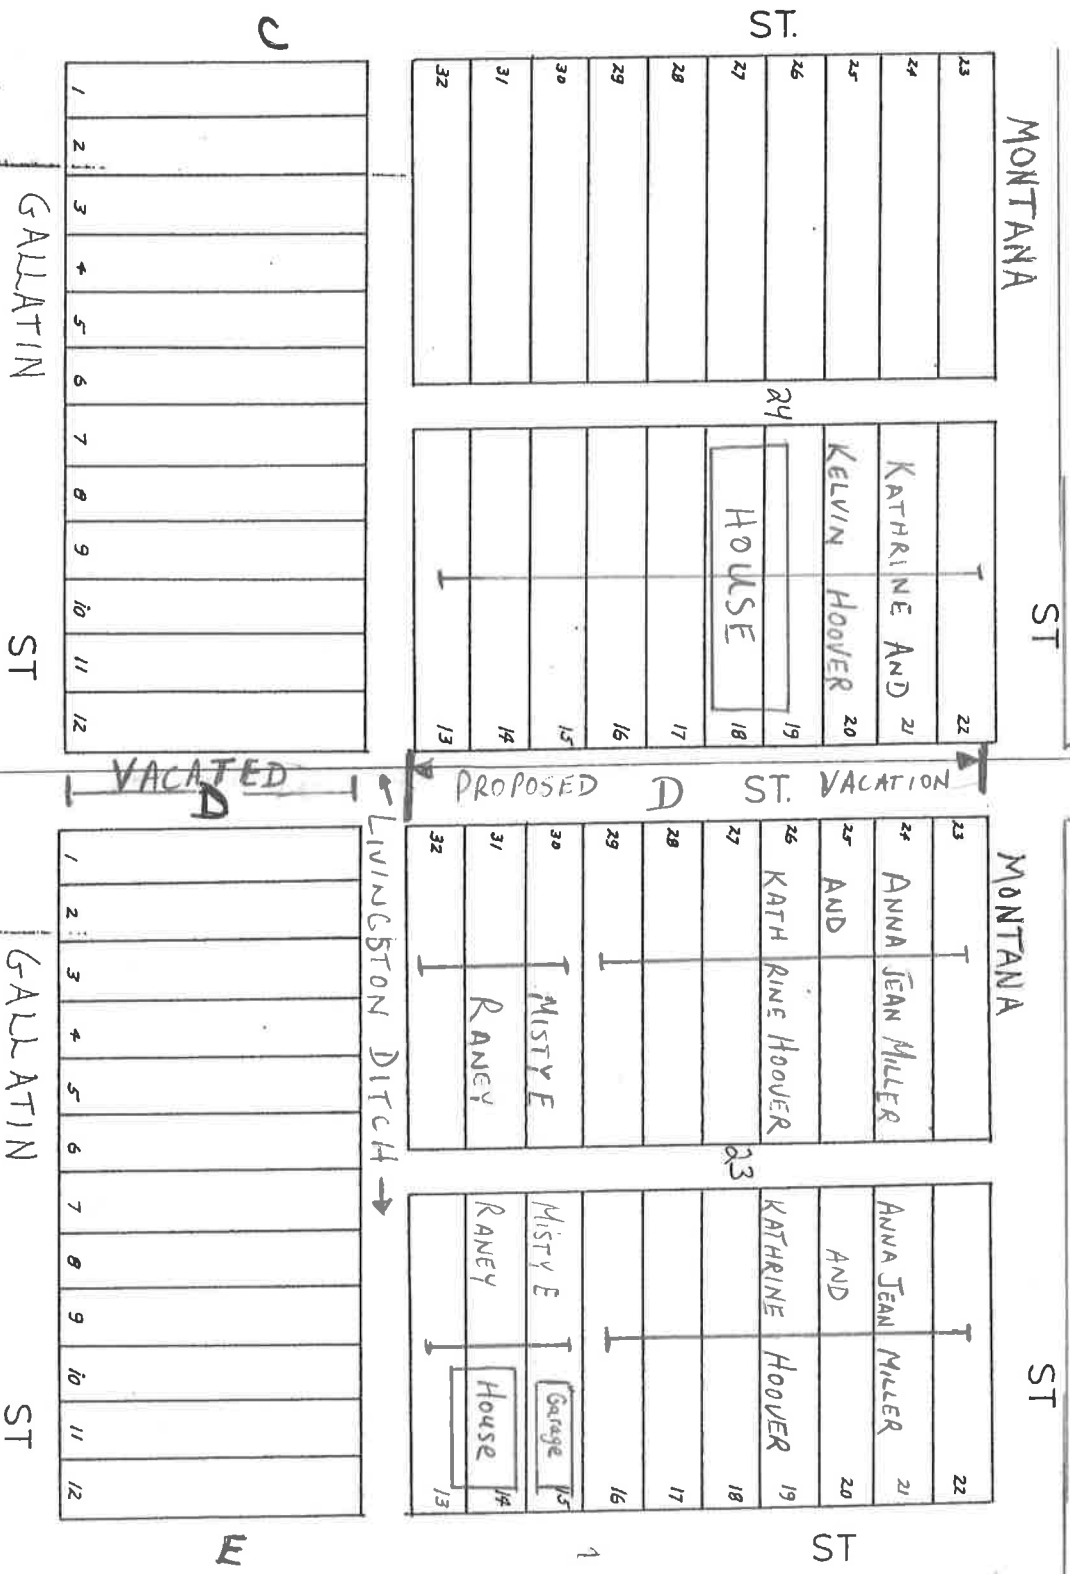 MONTANA ST MONTANA ST
23 22 23 22
24 KATHRINE AND 21 24 ANNA JEAN MILLER ANNA JEAN MILLER 21
25 KELVIN HOOVER 20 25 AND AND 20
ST. 26 24 19 ST. VACATION 26 KATHRINE HOOVER KATHRINE HOOVER 19 ST
27 HOUSE 18 27 23 18
28 17 D 28 17
29 16 29 16
30 15 PROPOSED 30 MISTY E MISTY E Garage 15
31 14 31 RANEY RANEY House 14
32 13 32 13
← LIVINGSTON DITCH →
C VACATED D E
1 2 3 4 5 6 7 8 9 10 11 12 1 2 3 4 5 6 7 8 9 10 11 12
GALLATIN ST GALLATIN ST